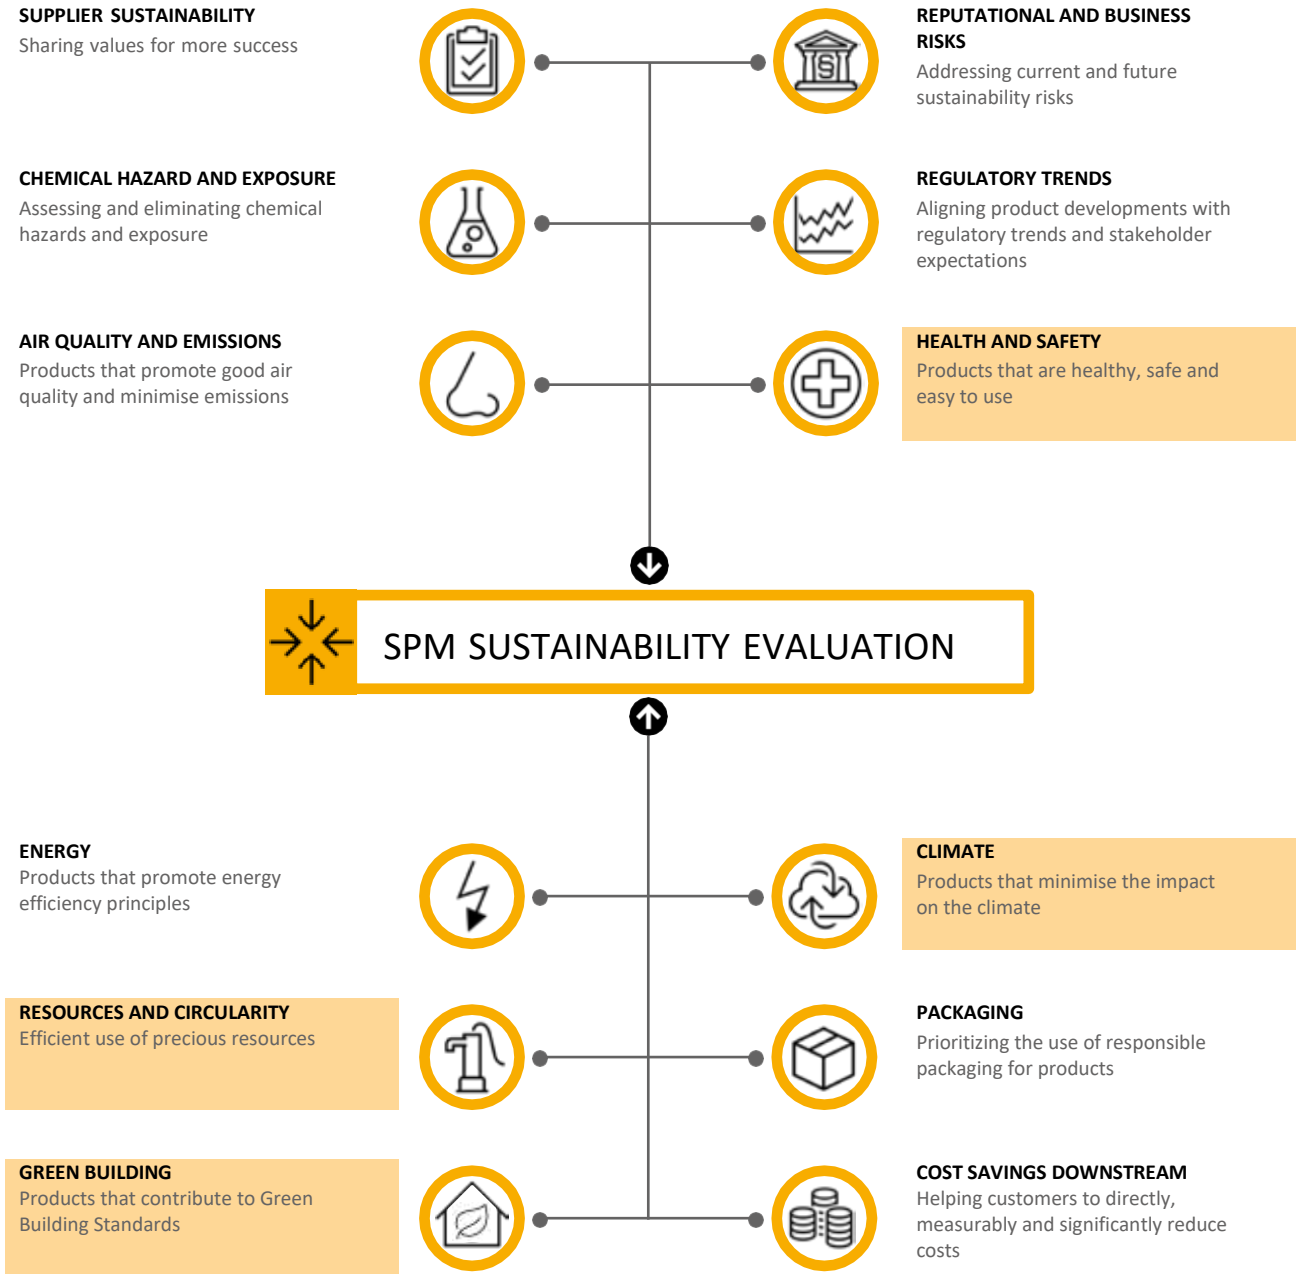 SUPPLIER SUSTAINABILITY
Sharing values for more success
REPUTATIONAL AND BUSINESS
RISKS
Addressing current and future
sustainability risks
CHEMICAL HAZARD AND EXPOSURE
Assessing and eliminating chemical
hazards and exposure
REGULATORY TRENDS
Aligning product developments with
regulatory trends and stakeholder
expectations
AIR QUALITY AND EMISSIONS
Products that promote good air
quality and minimise emissions
HEALTH AND SAFETY
Products that are healthy, safe and
easy to use
SPM SUSTAINABILITY EVALUATION
ENERGY
Products that promote energy
efficiency principles
CLIMATE
Products that minimise the impact
on the climate
RESOURCES AND CIRCULARITY
Efficient use of precious resources
PACKAGING
Prioritizing the use of responsible
packaging for products
GREEN BUILDING
Products that contribute to Green
Building Standards
COST SAVINGS DOWNSTREAM
Helping customers to directly,
measurably and significantly reduce
costs